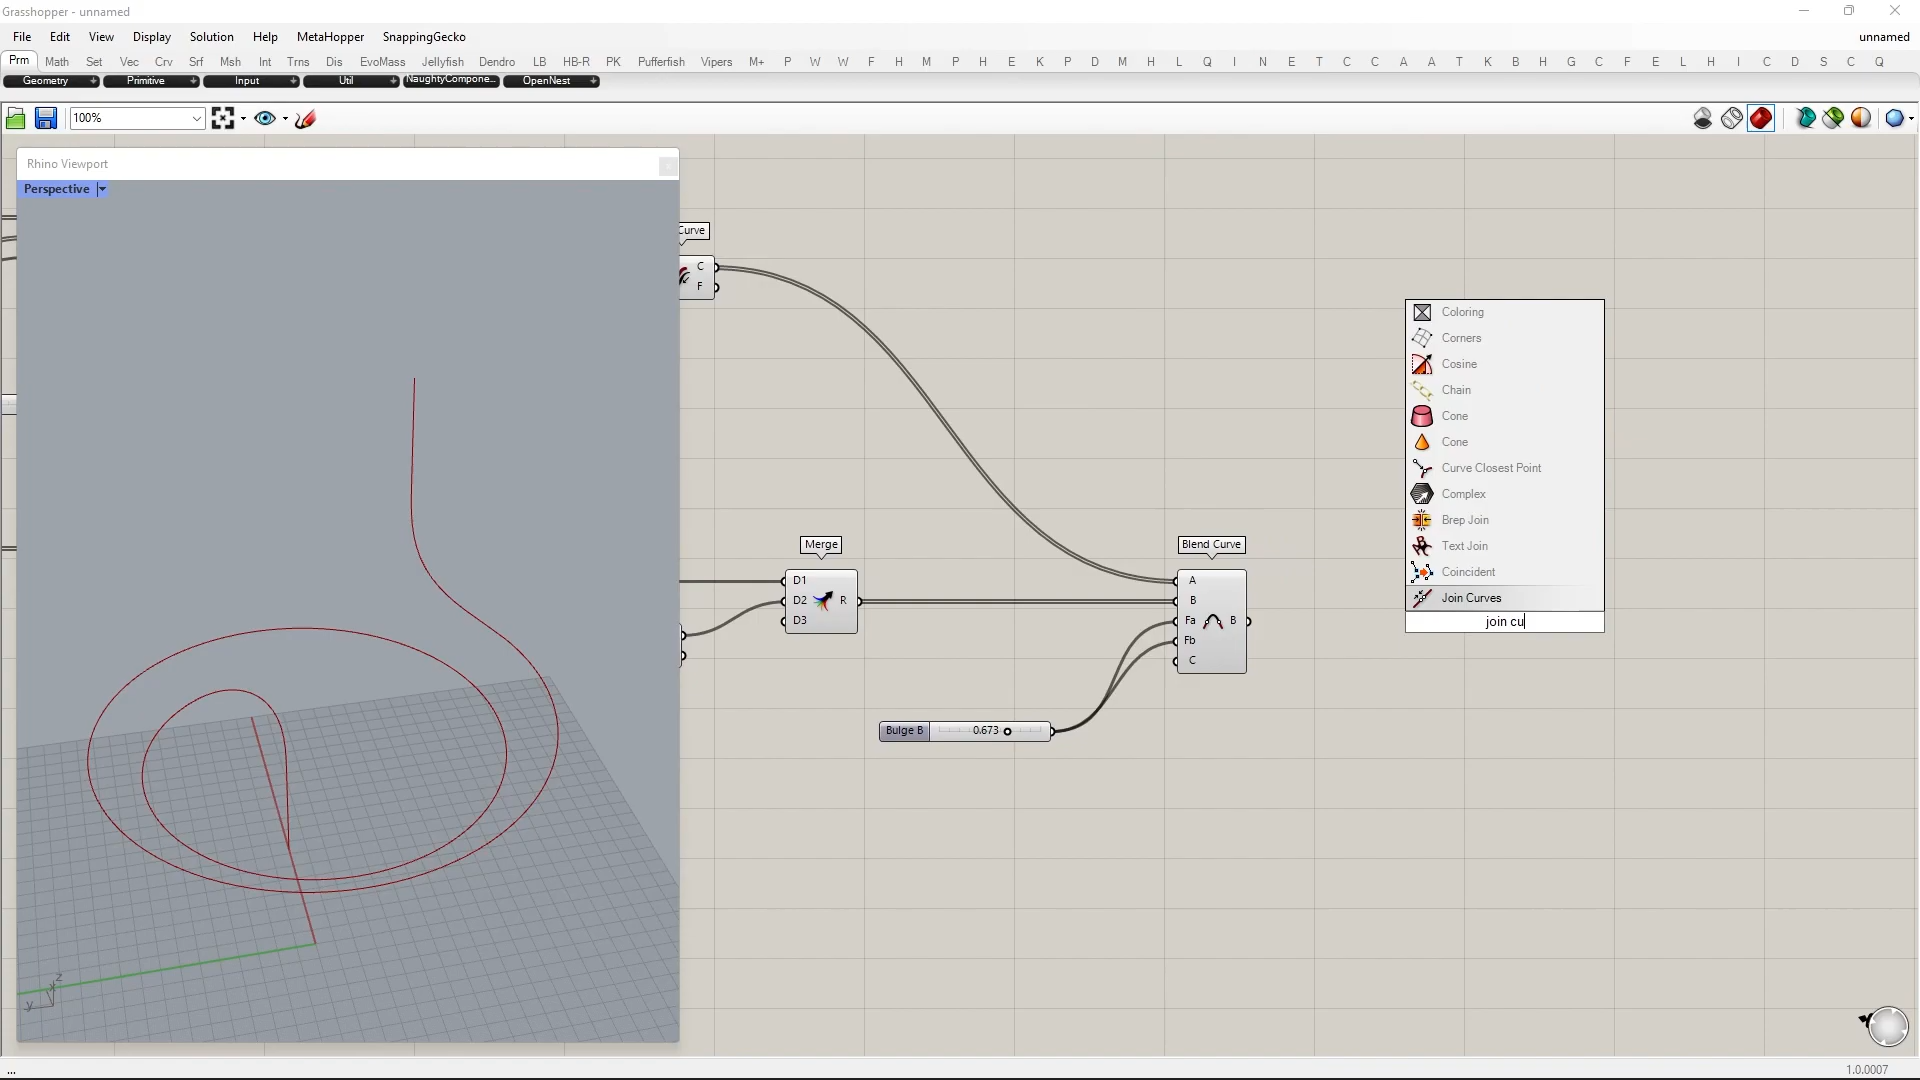 Grasshopper - unnamed
File Edit View Display Solution Help MetaHopper SnappingGecko unnamed
Prm Math Set Vec Crv Srf Msh Int Trns Dis EvoMass Jellyfish Dendro LB HB-R PK Pufferfish Vipers M+ P W W F H M P H E K P D M H L Q I N E T C C A A T K B H G C F E L H I C D S C Q
Geometry Primitive Input Util NaughtyCompone... OpenNest
100%
Rhino Viewport
Perspective
Curve
C
F
Merge
D1
D2 R
D3
Blend Curve
A
B
Fa B
Fb
C
Bulge B 0.673
Coloring
Corners
Cosine
Chain
Cone
Cone
Curve Closest Point
Complex
Brep Join
Text Join
Coincident
Join Curves
join cu
z
x
y
...
1.0.0007